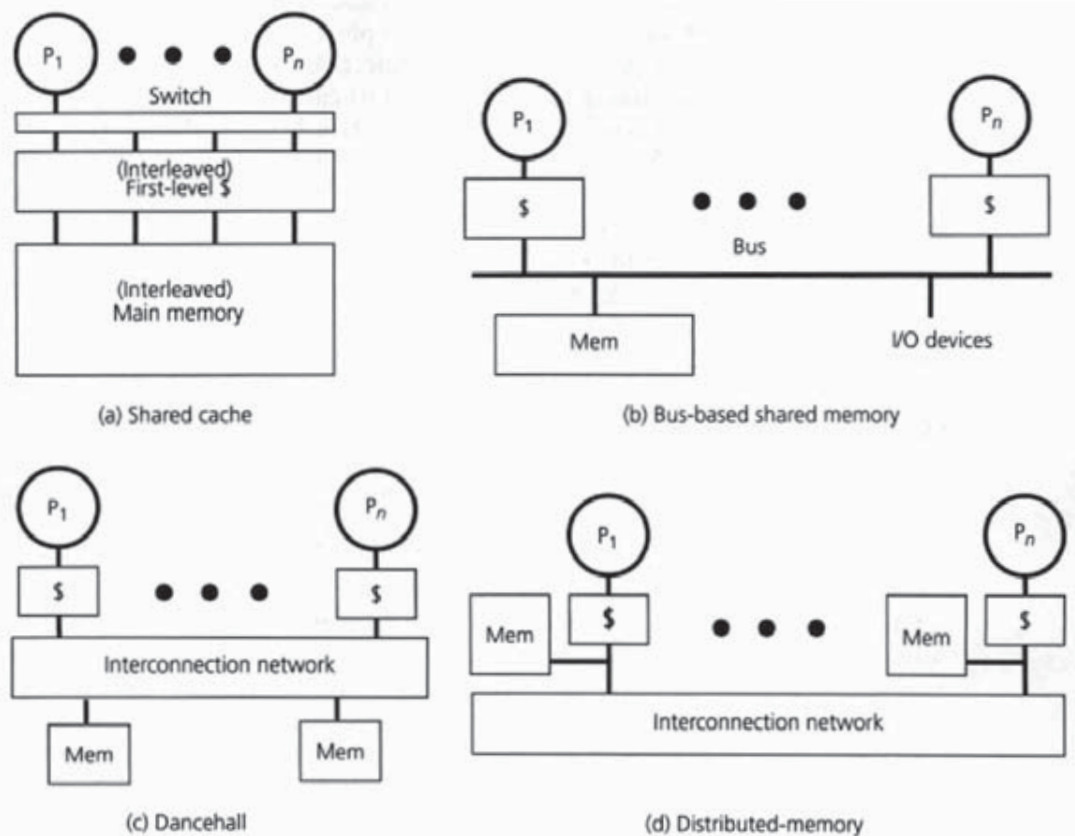 P1
Pn
Switch
(Interleaved)
First-level $
(Interleaved)
Main memory
(a) Shared cache
P1
Pn
$
$
Bus
Mem
I/O devices
(b) Bus-based shared memory
P1
Pn
$
$
Interconnection network
Mem
Mem
(c) Dancehall
P1
Pn
Mem
$
Mem
$
Interconnection network
(d) Distributed-memory